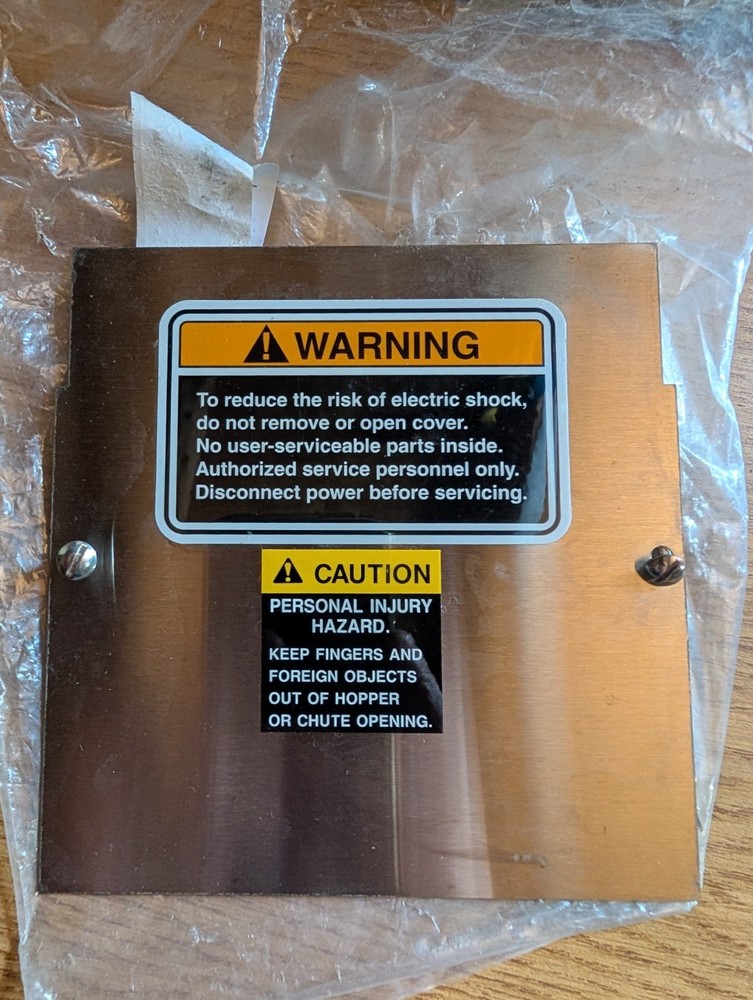 WARNING
To reduce the risk of electric shock,
do not remove or open cover.
No user-serviceable parts inside.
Authorized service personnel only.
Disconnect power before servicing.
CAUTION
PERSONAL INJURY
HAZARD.
KEEP FINGERS AND
FOREIGN OBJECTS
OUT OF HOPPER
OR CHUTE OPENING.